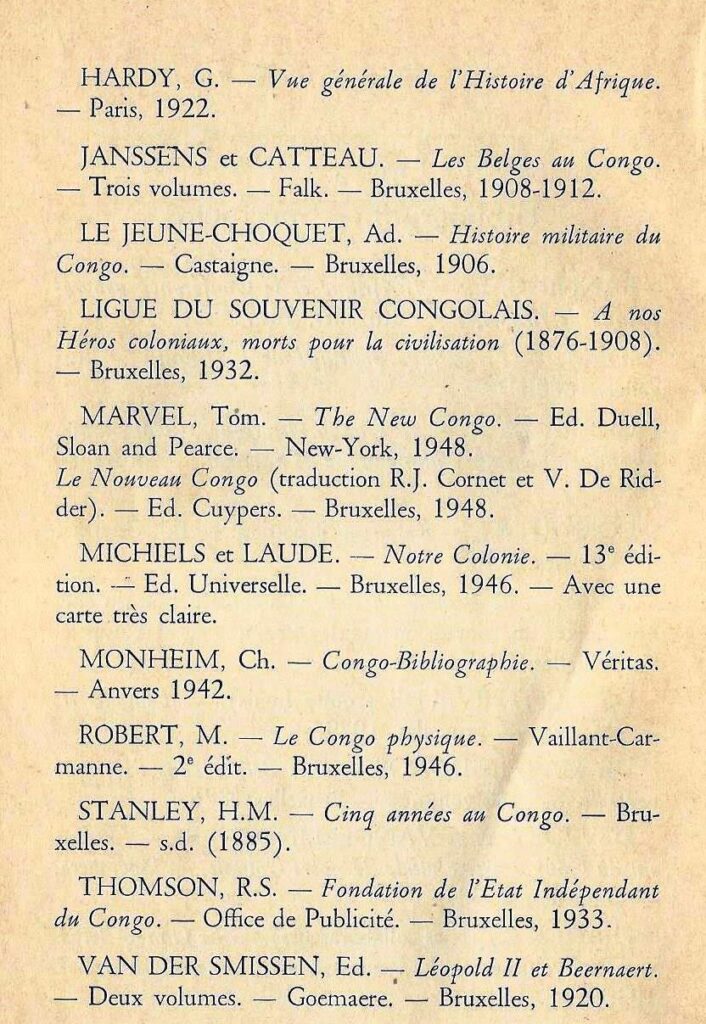 HARDY, G. — Vue générale de l'Histoire d'Afrique.
— Paris, 1922.
JANSSENS et CATTEAU. — Les Belges au Congo.
— Trois volumes. — Falk. — Bruxelles, 1908-1912.
LE JEUNE-CHOQUET, Ad. — Histoire militaire du
Congo. — Castaigne. — Bruxelles, 1906.
LIGUE DU SOUVENIR CONGOLAIS. — A nos
Héros coloniaux, morts pour la civilisation (1876-1908).
— Bruxelles, 1932.
MARVEL, Tom. — The New Congo. — Ed. Duell,
Sloan and Pearce. — New-York, 1948.
Le Nouveau Congo (traduction R.J. Cornet et V. De Rid-
der). — Ed. Cuypers. — Bruxelles, 1948.
MICHIELS et LAUDE. — Notre Colonie. — 13e édi-
tion. — Ed. Universelle. — Bruxelles, 1946. — Avec une
carte très claire.
MONHEIM, Ch. — Congo-Bibliographie. — Véritas.
— Anvers 1942.
ROBERT, M. — Le Congo physique. — Vaillant-Car-
manne. — 2e édit. — Bruxelles, 1946.
STANLEY, H.M. — Cinq années au Congo. — Bru-
xelles. — s.d. (1885).
THOMSON, R.S. — Fondation de l'Etat Indépendant
du Congo. — Office de Publicité. — Bruxelles, 1933.
VAN DER SMISSEN, Ed. — Léopold II et Beernaert.
— Deux volumes. — Goemaere. — Bruxelles, 1920.